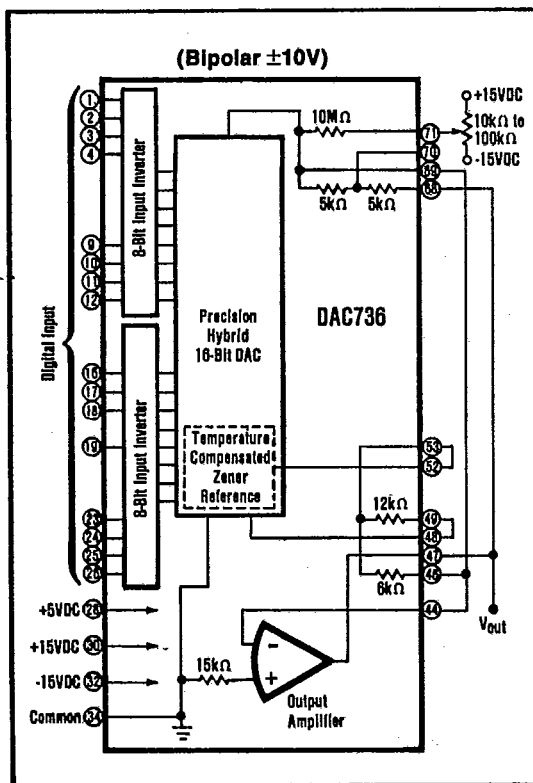 (Bipolar ±10V)
1
2
3
4
9
10
11
12
16
17
18
19
23
24
25
26
Digital Input
8-Bit Input Inverter
8-Bit Input Inverter
Precision
Hybrid
16-Bit DAC
Temperature
Compensated
Zener
Reference
DAC736
10MΩ
5kΩ
5kΩ
71
70
69
68
+15VDC
10kΩ to
100kΩ
-15VDC
53
52
12kΩ
49
48
47
6kΩ
44
Vout
+5VDC 28
+15VDC 30
-15VDC 32
Common 34
15kΩ
-
+
Output
Amplifier